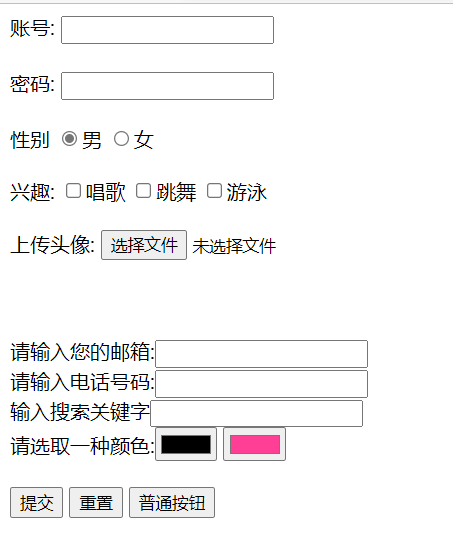 账号:
密码:
性别 男 女
兴趣: 唱歌 跳舞 游泳
上传头像: 选择文件 未选择文件
请输入您的邮箱:
请输入电话号码:
输入搜索关键字
请选取一种颜色:
提交 重置 普通按钮